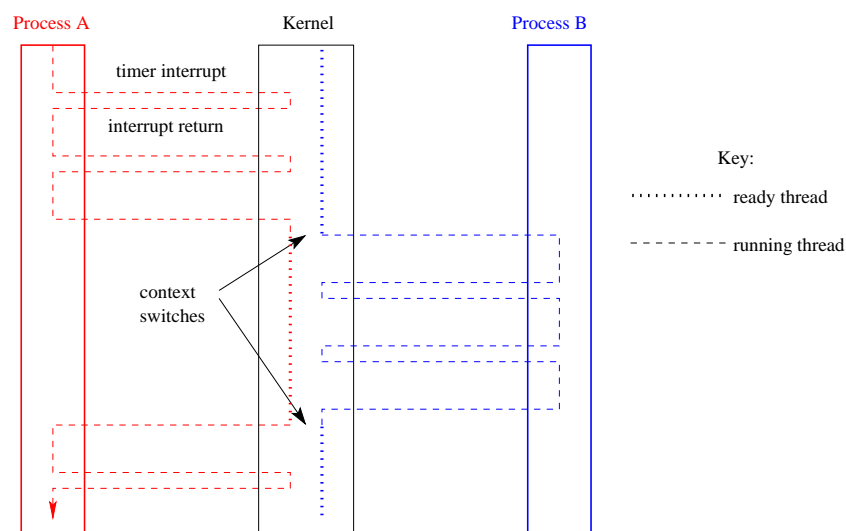 Process A
Kernel
Process B
timer interrupt
interrupt return
Key:
ready thread
running thread
context
switches